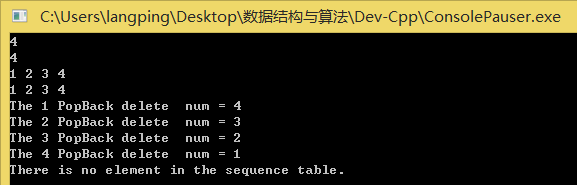 C:\Users\langping\Desktop\数据结构与算法\Dev-Cpp\ConsolePauser.exe
4
4
1 2 3 4
1 2 3 4
The 1 PopBack delete  num = 4
The 2 PopBack delete  num = 3
The 3 PopBack delete  num = 2
The 4 PopBack delete  num = 1
There is no element in the sequence table.